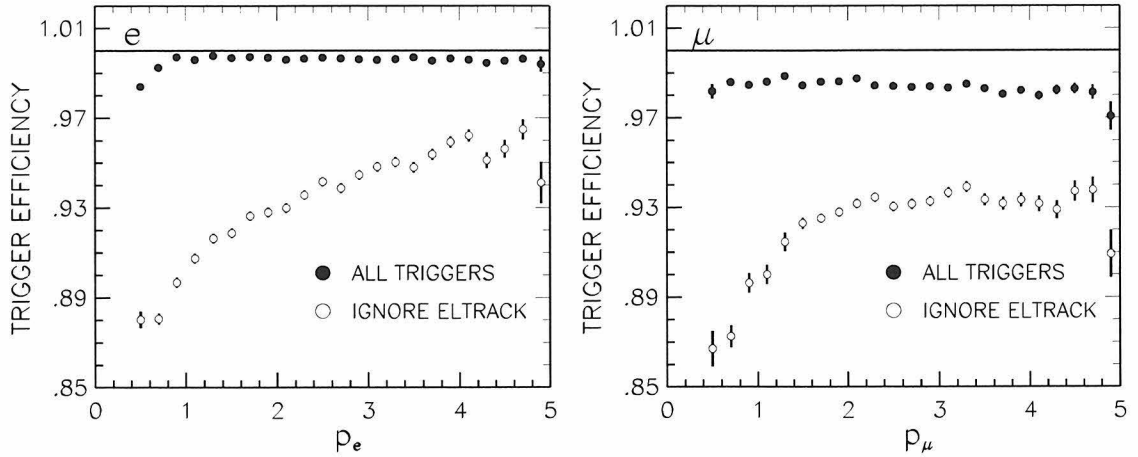 TRIGGER EFFICIENCY
1.01
.97
.93
.89
.85
e
ALL TRIGGERS
IGNORE ELTRACK
0 1 2 3 4 5
pₑ
TRIGGER EFFICIENCY
1.01
.97
.93
.89
.85
μ
ALL TRIGGERS
IGNORE ELTRACK
0 1 2 3 4 5
p_μ